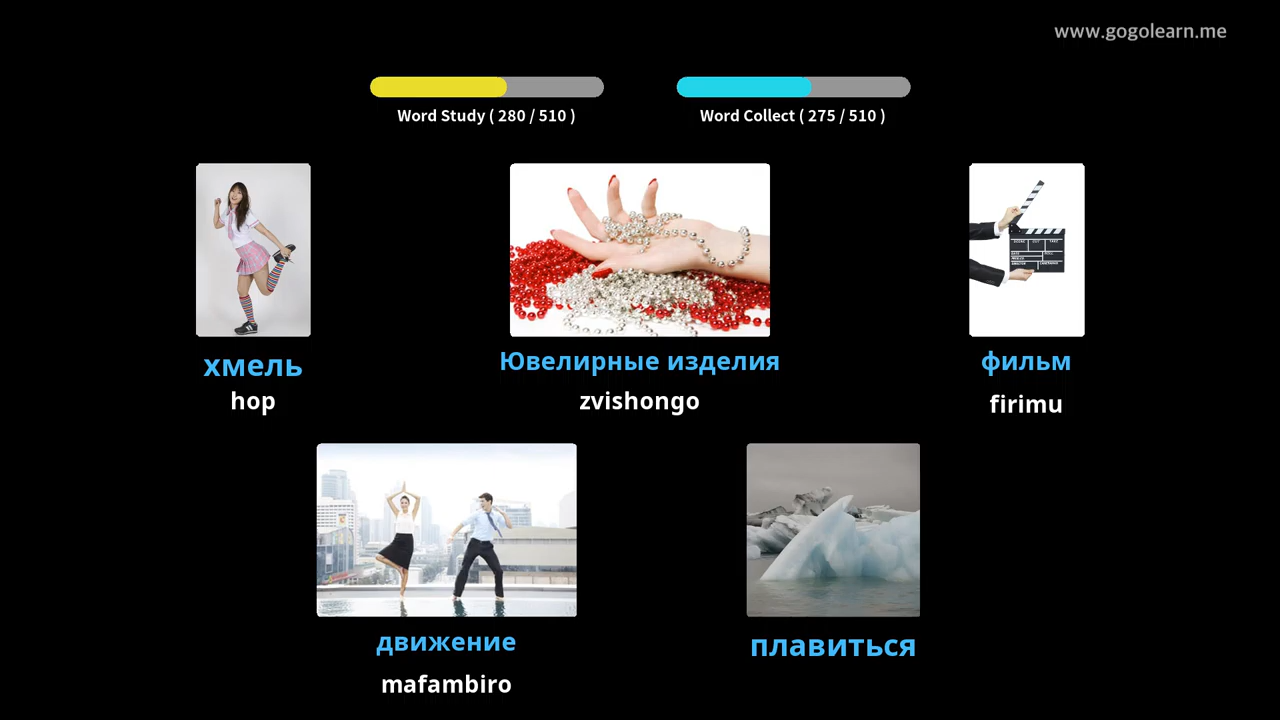 www.gogolearn.me
Word Study ( 280 / 510 )
Word Collect ( 275 / 510 )
хмель
hop
Ювелирные изделия
zvishongo
фильм
firimu
движение
mafambiro
плавиться